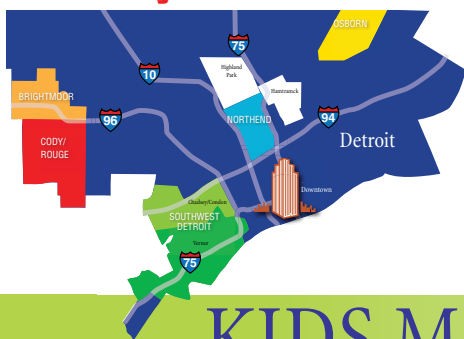 OSBORN
75
Highland
Park
10
Hamtramck
BRIGHTMOOR
96
NORTHEND
94
CODY/
ROUGE
Detroit
Downtown
Chadsey/Condon
SOUTHWEST
DETROIT
Vernor
75
KIDS M